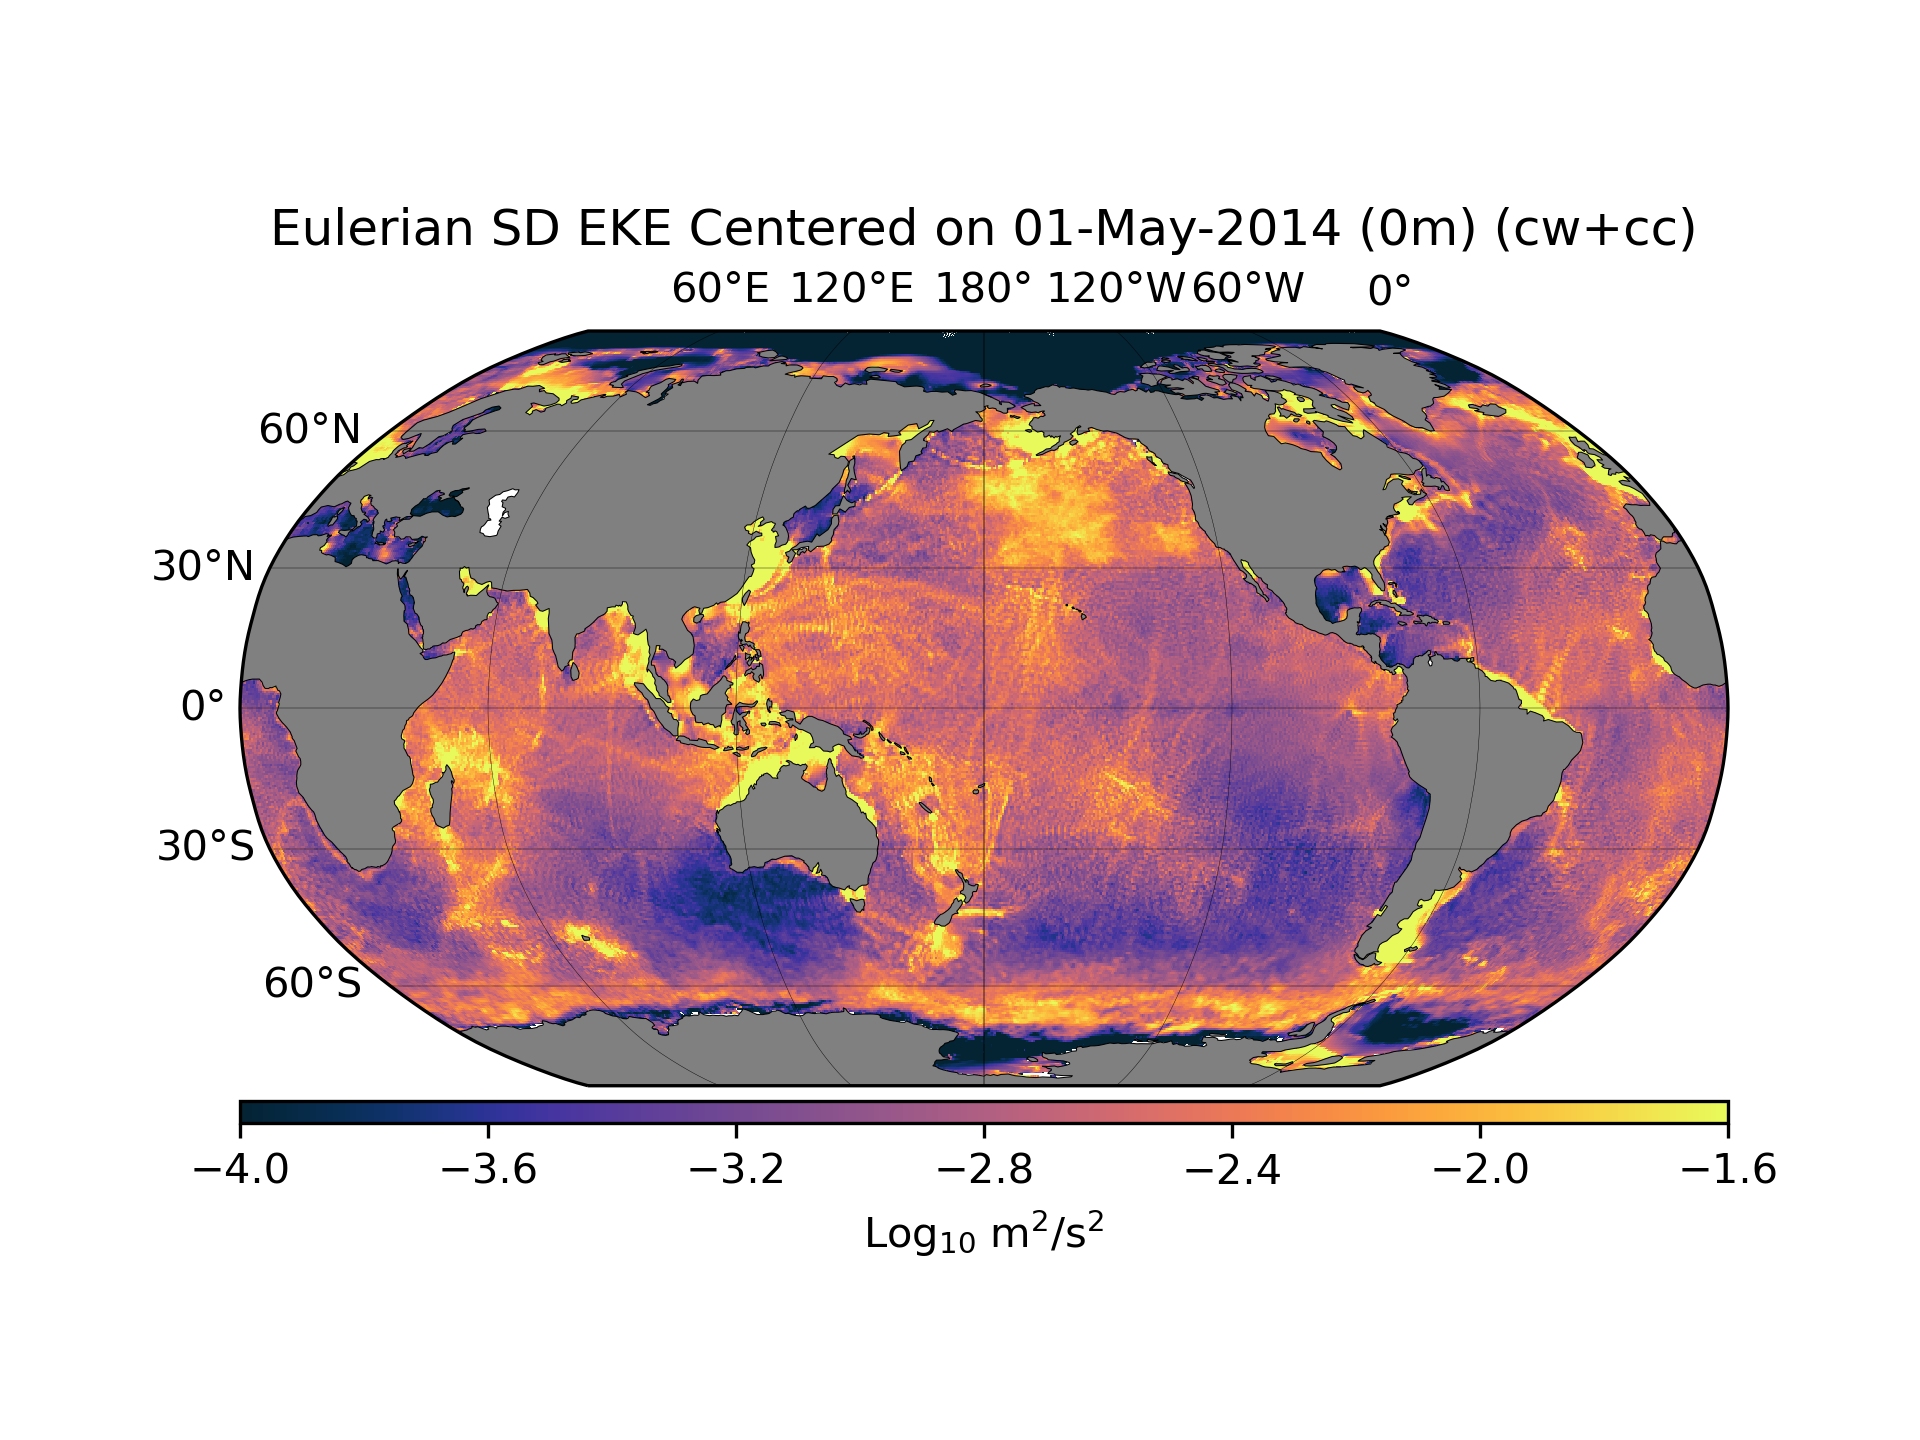 Eulerian SD EKE Centered on 01-May-2014 (0m) (cw+cc)
60°E 120°E 180° 120°W 60°W 0°
60°N
30°N
0°
30°S
60°S
−4.0 −3.6 −3.2 −2.8 −2.4 −2.0 −1.6
Log₁₀ m²/s²